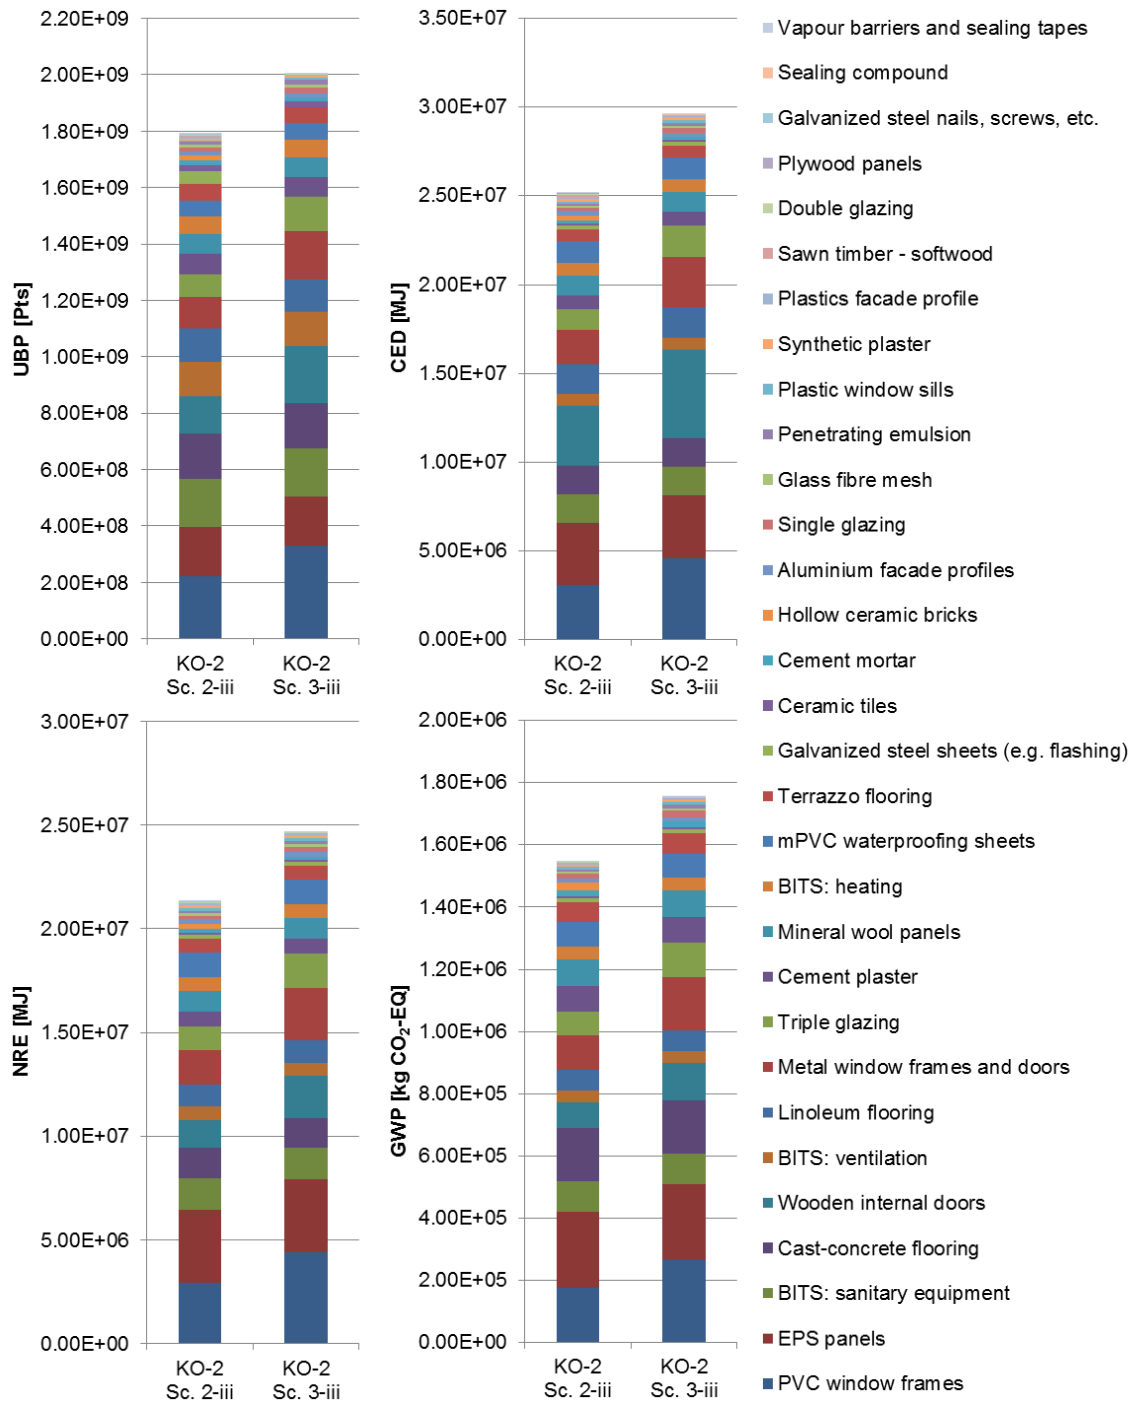 UBP [Pts]
2.20E+09
2.00E+09
1.80E+09
1.60E+09
1.40E+09
1.20E+09
1.00E+09
8.00E+08
6.00E+08
4.00E+08
2.00E+08
0.00E+00
KO-2 KO-2
Sc. 2-iii Sc. 3-iii
CED [MJ]
3.50E+07
3.00E+07
2.50E+07
2.00E+07
1.50E+07
1.00E+07
5.00E+06
0.00E+00
KO-2 KO-2
Sc. 2-iii Sc. 3-iii
NRE [MJ]
3.00E+07
2.50E+07
2.00E+07
1.50E+07
1.00E+07
5.00E+06
0.00E+00
KO-2 KO-2
Sc. 2-iii Sc. 3-iii
GWP [kg CO₂-EQ]
2.00E+06
1.80E+06
1.60E+06
1.40E+06
1.20E+06
1.00E+06
8.00E+05
6.00E+05
4.00E+05
2.00E+05
0.00E+00
KO-2 KO-2
Sc. 2-iii Sc. 3-iii
Vapour barriers and sealing tapes
Sealing compound
Galvanized steel nails, screws, etc.
Plywood panels
Double glazing
Sawn timber - softwood
Plastics facade profile
Synthetic plaster
Plastic window sills
Penetrating emulsion
Glass fibre mesh
Single glazing
Aluminium facade profiles
Hollow ceramic bricks
Cement mortar
Ceramic tiles
Galvanized steel sheets (e.g. flashing)
Terrazzo flooring
mPVC waterproofing sheets
BITS: heating
Mineral wool panels
Cement plaster
Triple glazing
Metal window frames and doors
Linoleum flooring
BITS: ventilation
Wooden internal doors
Cast-concrete flooring
BITS: sanitary equipment
EPS panels
PVC window frames